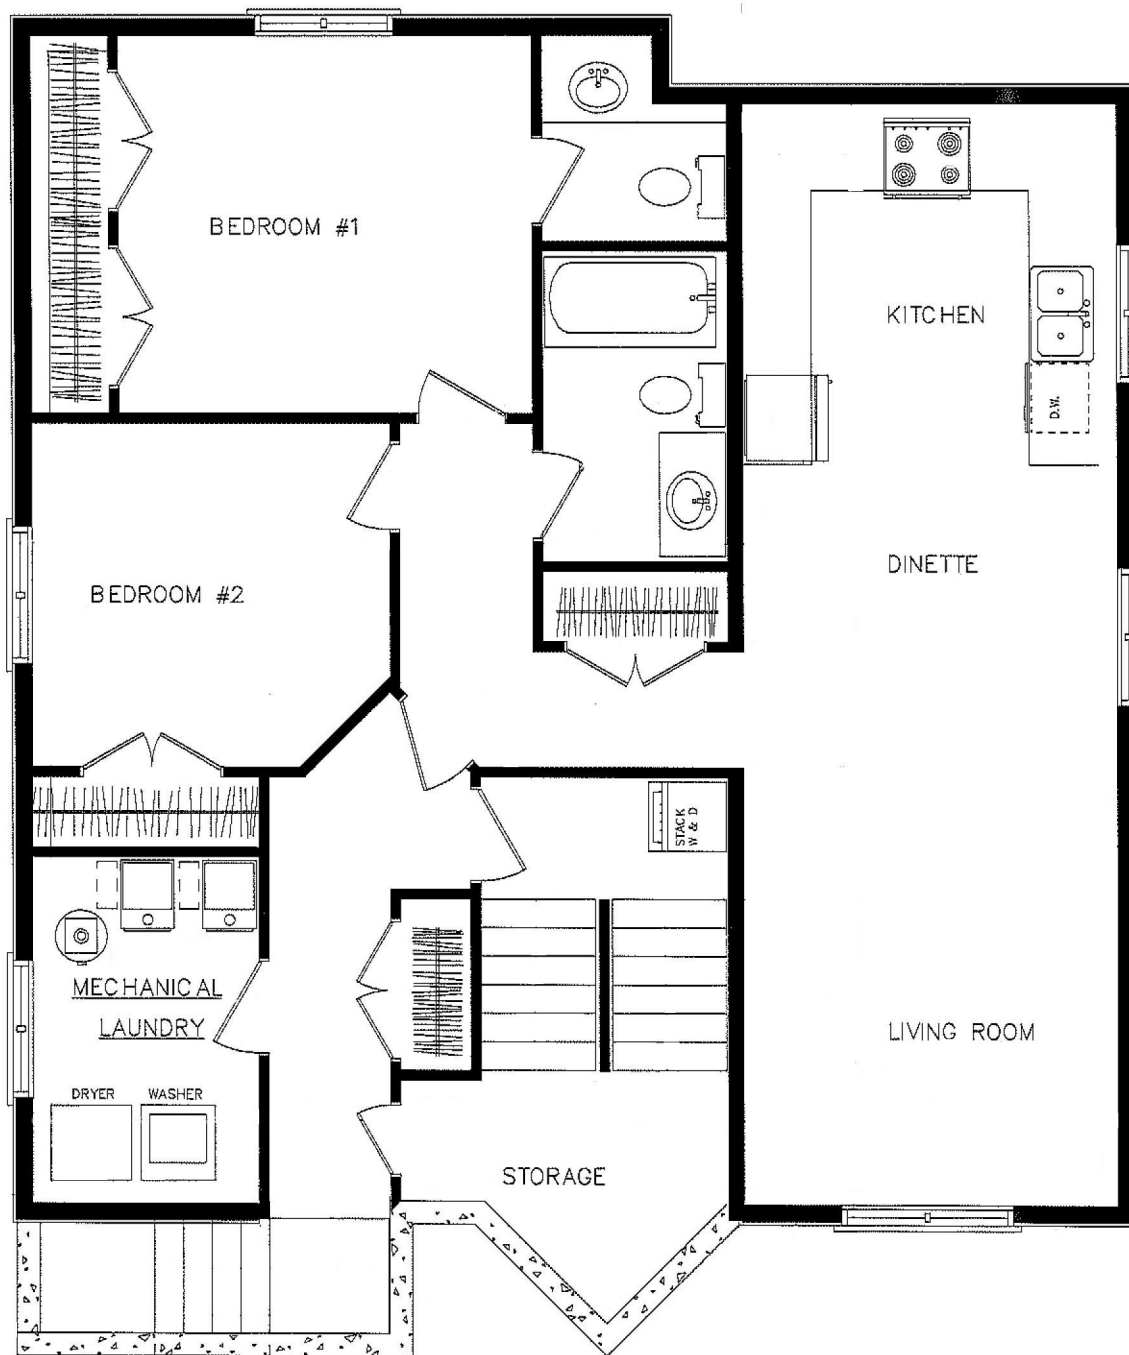 BEDROOM #1
KITCHEN
D.W.
DINETTE
BEDROOM #2
STACK
W & D
MECHANICAL
LAUNDRY
LIVING ROOM
DRYER
WASHER
STORAGE